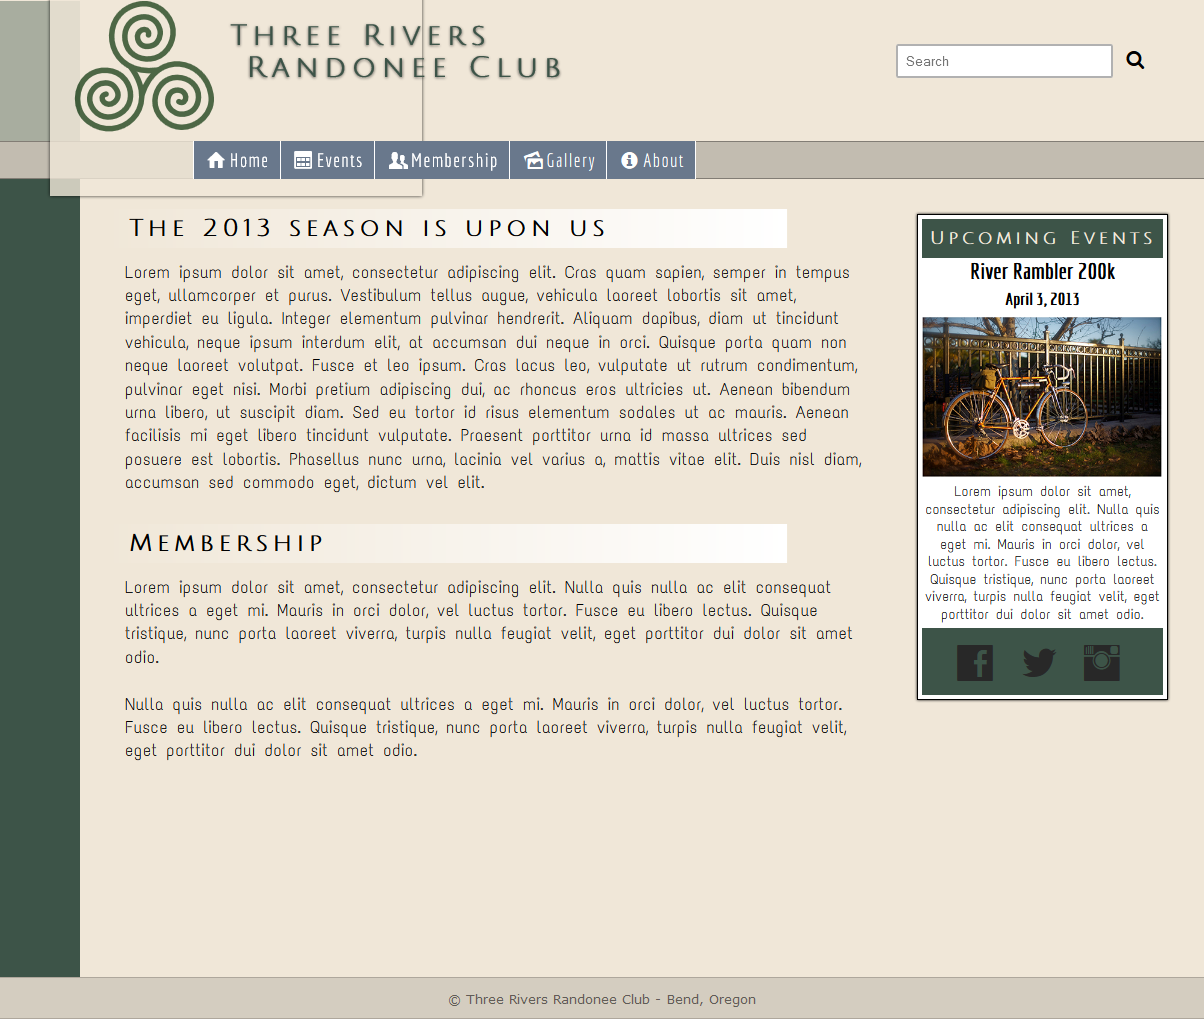 Three Rivers
Randonee Club
Search
Home
Events
Membership
Gallery
About
The 2013 season is upon us
Lorem ipsum dolor sit amet, consectetur adipiscing elit. Cras quam sapien, semper in tempus
eget, ullamcorper et purus. Vestibulum tellus augue, vehicula laoreet lobortis sit amet,
imperdiet eu ligula. Integer elementum pulvinar hendrerit. Aliquam dapibus, diam ut tincidunt
vehicula, neque ipsum interdum elit, at accumsan dui neque in orci. Quisque porta quam non
neque laoreet volutpat. Fusce et leo ipsum. Cras lacus leo, vulputate ut rutrum condimentum,
pulvinar eget nisi. Morbi pretium adipiscing dui, ac rhoncus eros ultricies ut. Aenean bibendum
urna libero, ut suscipit diam. Sed eu tortor id risus elementum sodales ut ac mauris. Aenean
facilisis mi eget libero tincidunt vulputate. Praesent porttitor urna id massa ultrices sed
posuere est lobortis. Phasellus nunc urna, lacinia vel varius a, mattis vitae elit. Duis nisl diam,
accumsan sed commodo eget, dictum vel elit.
Membership
Lorem ipsum dolor sit amet, consectetur adipiscing elit. Nulla quis nulla ac elit consequat
ultrices a eget mi. Mauris in orci dolor, vel luctus tortor. Fusce eu libero lectus. Quisque
tristique, nunc porta laoreet viverra, turpis nulla feugiat velit, eget porttitor dui dolor sit amet
odio.
Nulla quis nulla ac elit consequat ultrices a eget mi. Mauris in orci dolor, vel luctus tortor.
Fusce eu libero lectus. Quisque tristique, nunc porta laoreet viverra, turpis nulla feugiat velit,
eget porttitor dui dolor sit amet odio.
Upcoming Events
River Rambler 200k
April 3, 2013
Lorem ipsum dolor sit amet,
consectetur adipiscing elit. Nulla quis
nulla ac elit consequat ultrices a
eget mi. Mauris in orci dolor, vel
luctus tortor. Fusce eu libero lectus.
Quisque tristique, nunc porta laoreet
viverra, turpis nulla feugiat velit, eget
porttitor dui dolor sit amet odio.
© Three Rivers Randonee Club - Bend, Oregon